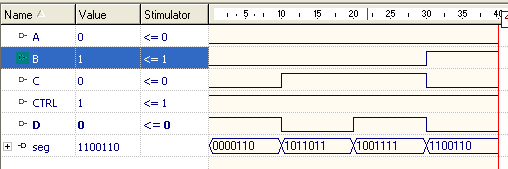 Name Value Stimulator 5 10 15 20 25 30 35 40
A 0 <= 0
B 1 <= 1
C 0 <= 0
CTRL 1 <= 1
D 0 <= 0
seg 1100110 0000110 1011011 1001111 1100110